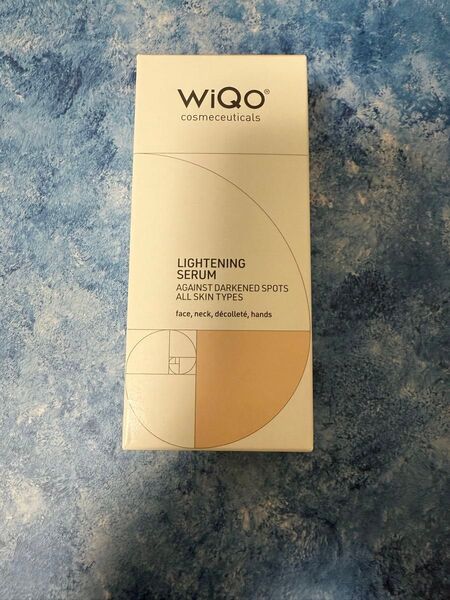 WiQo®
cosmeceuticals
LIGHTENING
SERUM
AGAINST DARKENED SPOTS
ALL SKIN TYPES
face, neck, décolleté, hands